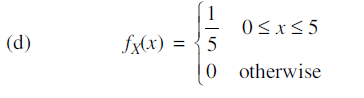 (d) f_X(x) = { 1/5 0 ≤ x ≤ 5
0 otherwise